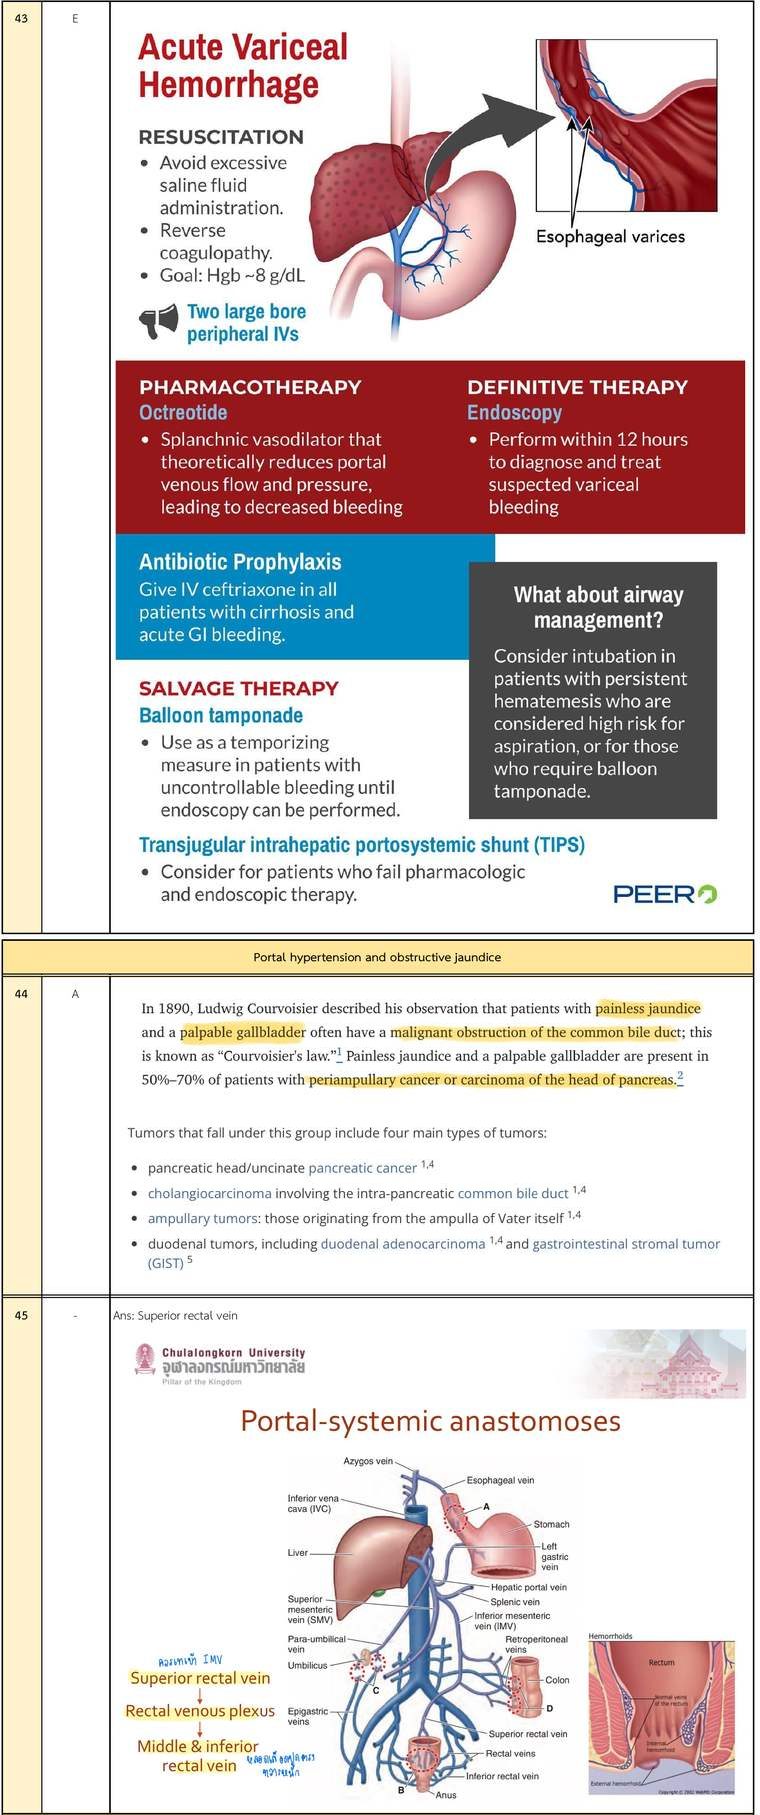 43
E
Acute Variceal
Hemorrhage
RESUSCITATION
• Avoid excessive
saline fluid
administration.
• Reverse
coagulopathy.
• Goal: Hgb ~8 g/dL
Two large bore
peripheral IVs
Esophageal varices
PHARMACOTHERAPY
Octreotide
• Splanchnic vasodilator that
theoretically reduces portal
venous flow and pressure,
leading to decreased bleeding
DEFINITIVE THERAPY
Endoscopy
• Perform within 12 hours
to diagnose and treat
suspected variceal
bleeding
Antibiotic Prophylaxis
Give IV ceftriaxone in all
patients with cirrhosis and
acute GI bleeding.
What about airway
management?
Consider intubation in
patients with persistent
hematemesis who are
considered high risk for
aspiration, or for those
who require balloon
tamponade.
SALVAGE THERAPY
Balloon tamponade
• Use as a temporizing
measure in patients with
uncontrollable bleeding until
endoscopy can be performed.
Transjugular intrahepatic portosystemic shunt (TIPS)
• Consider for patients who fail pharmacologic
and endoscopic therapy.
PEER
Portal hypertension and obstructive jaundice
44
A
In 1890, Ludwig Courvoisier described his observation that patients with painless jaundice
and a palpable gallbladder often have a malignant obstruction of the common bile duct; this
is known as “Courvoisier's law.”1 Painless jaundice and a palpable gallbladder are present in
50%–70% of patients with periampullary cancer or carcinoma of the head of pancreas.2
Tumors that fall under this group include four main types of tumors:
• pancreatic head/uncinate pancreatic cancer 1,4
• cholangiocarcinoma involving the intra-pancreatic common bile duct 1,4
• ampullary tumors: those originating from the ampulla of Vater itself 1,4
• duodenal tumors, including duodenal adenocarcinoma 1,4 and gastrointestinal stromal tumor
(GIST) 5
45
-
Ans: Superior rectal vein
Chulalongkorn University
จุฬาลงกรณ์มหาวิทยาลัย
Pillar of the Kingdom
Portal-systemic anastomoses
Azygos vein
Esophageal vein
Inferior vena
cava (IVC)
A
Stomach
Liver
Left
gastric
vein
Hepatic portal vein
Splenic vein
Superior
mesenteric
vein (SMV)
Inferior mesenteric
vein (IMV)
Para-umbilical
vein
Retroperitoneal
veins
Umbilicus
Colon
C
D
Epigastric
veins
Superior rectal vein
Rectal veins
Inferior rectal vein
B
Anus
IMV
Superior rectal vein
Rectal venous plexus
Middle & inferior
rectal vein
Hemorrhoids
Rectum
Normal veins
of the rectum
Internal
hemorrhoid
External hemorrhoid
Copyright © 2002 WebMD Corporation